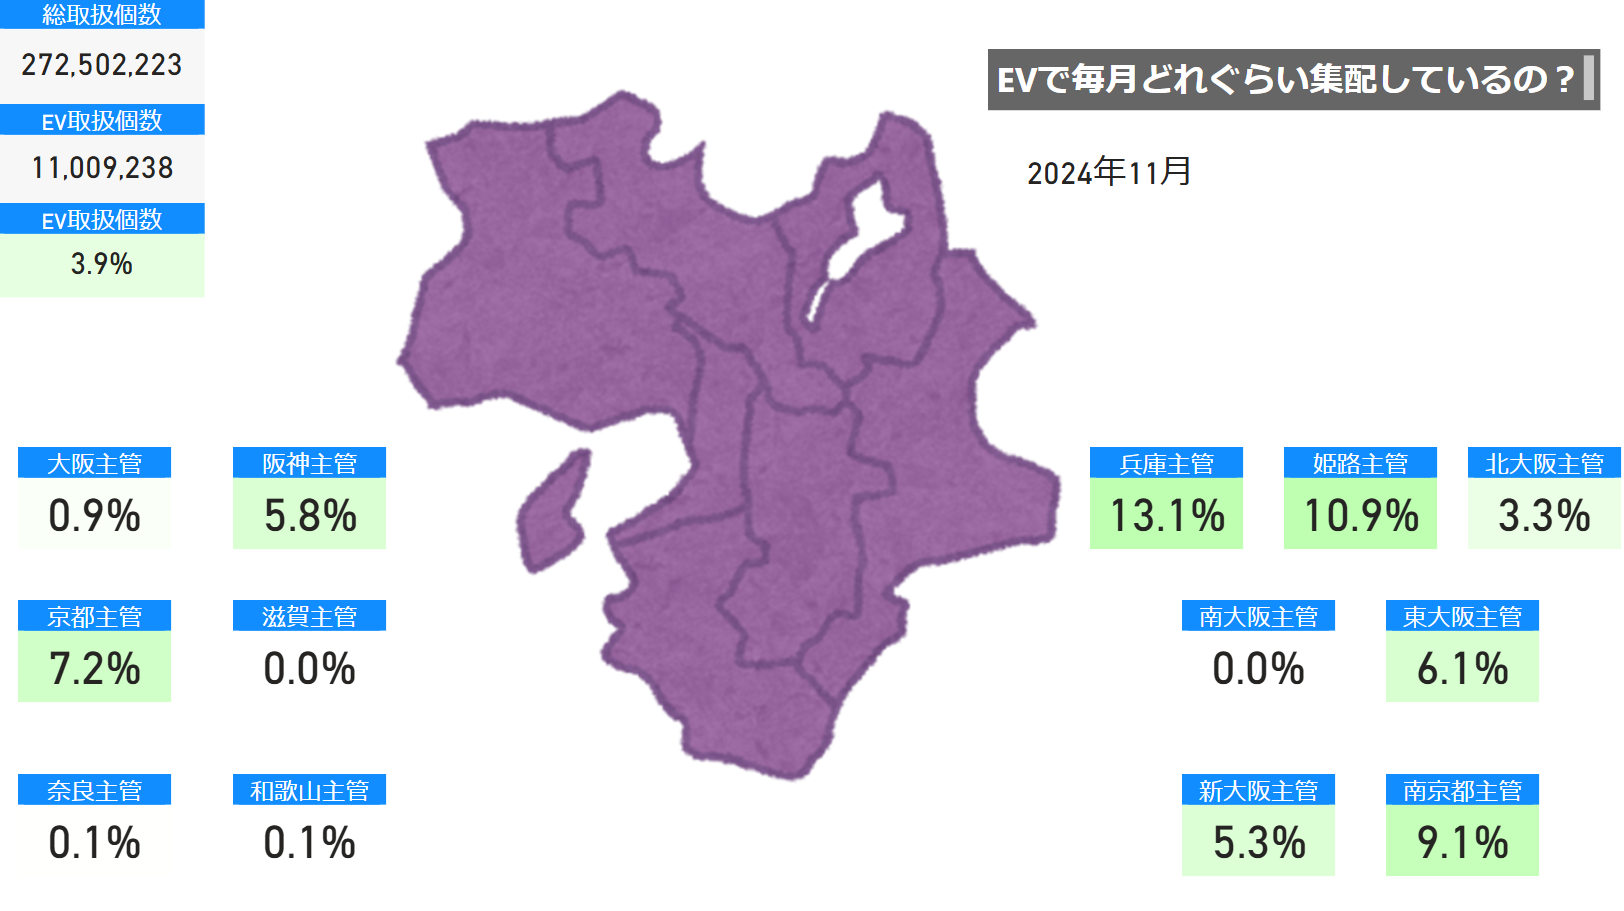 総取扱個数
272,502,223
EV取扱個数
11,009,238
EV取扱個数
3.9%
EVで毎月どれぐらい集配しているの？
2024年11月
大阪主管
0.9%
阪神主管
5.8%
兵庫主管
13.1%
姫路主管
10.9%
北大阪主管
3.3%
京都主管
7.2%
滋賀主管
0.0%
南大阪主管
0.0%
東大阪主管
6.1%
奈良主管
0.1%
和歌山主管
0.1%
新大阪主管
5.3%
南京都主管
9.1%